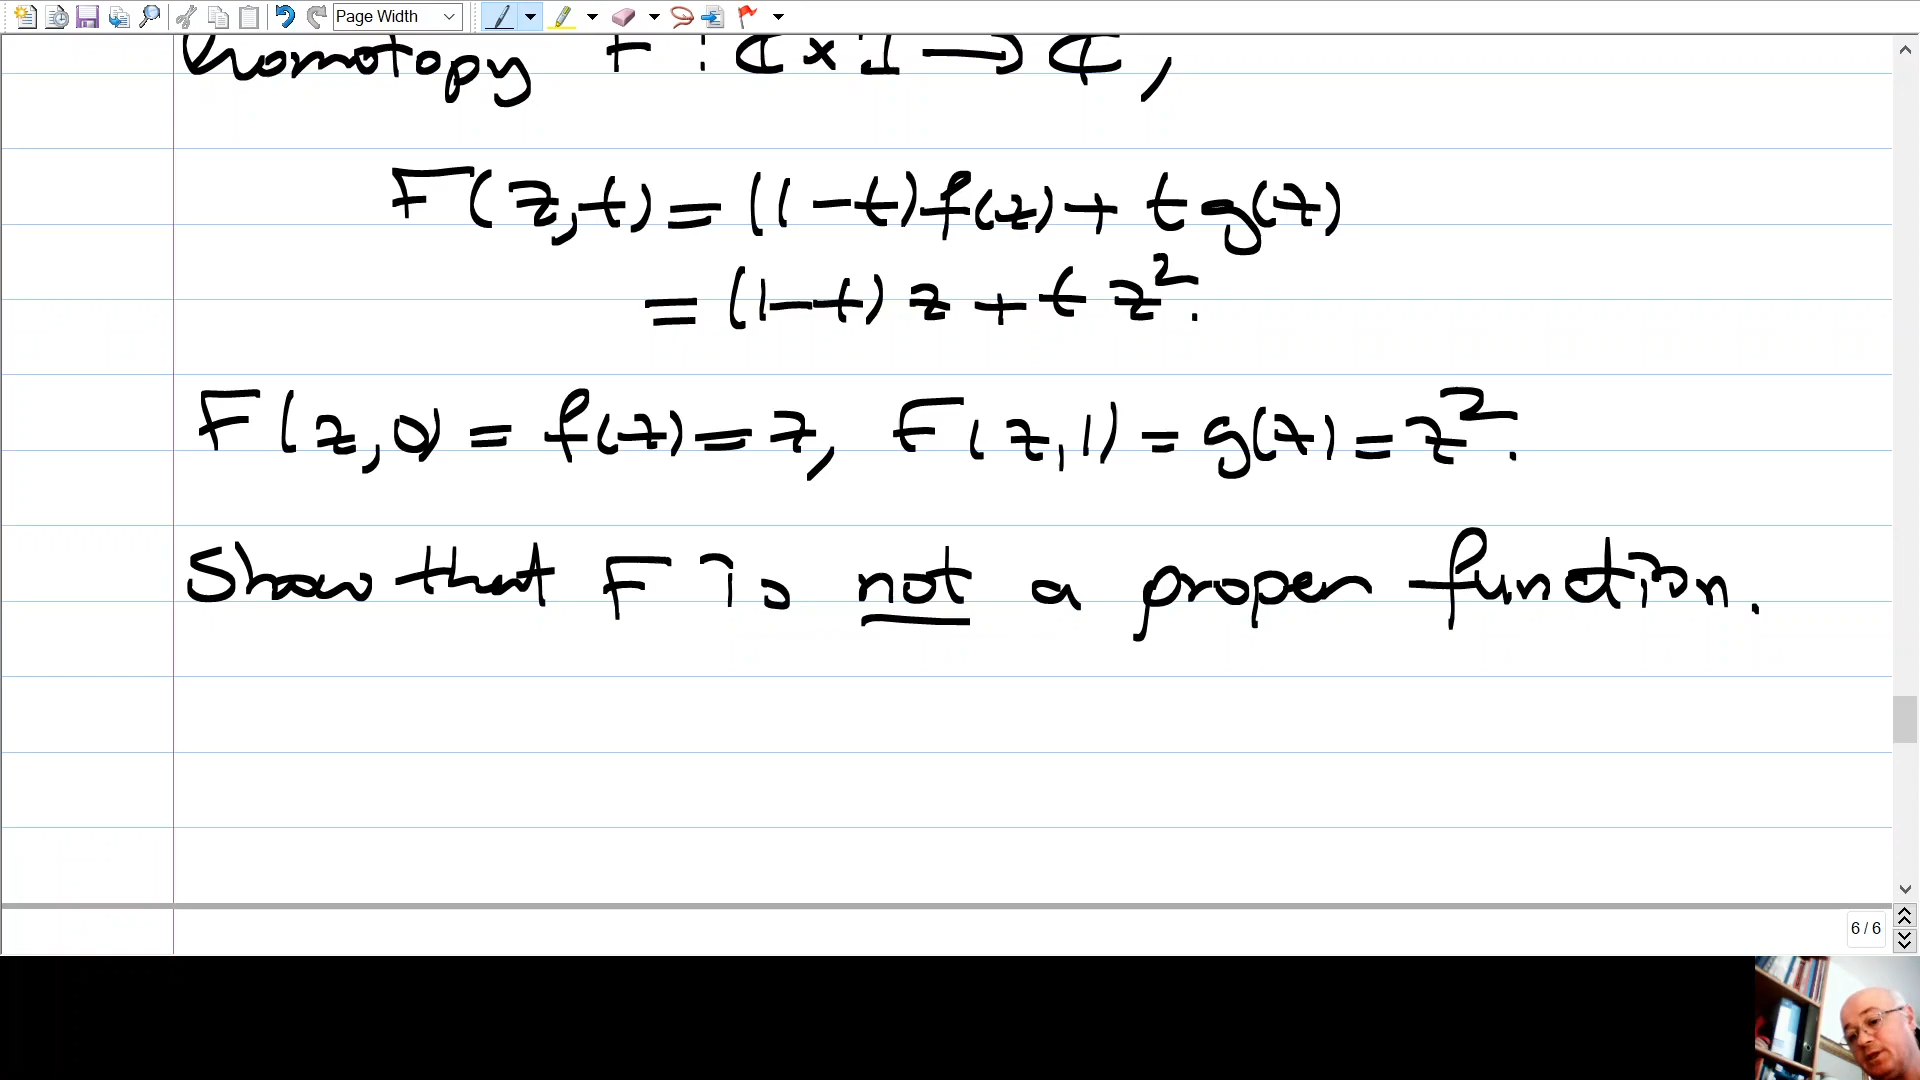 Page Width
homotopy F : ℂ × I → ℂ,
F(z,t) = (1-t)f(z) + t g(z)
= (1-t) z + t z².
F(z,0) = f(z) = z, F(z,1) = g(z) = z².
Show that F is not a proper function.
6 / 6